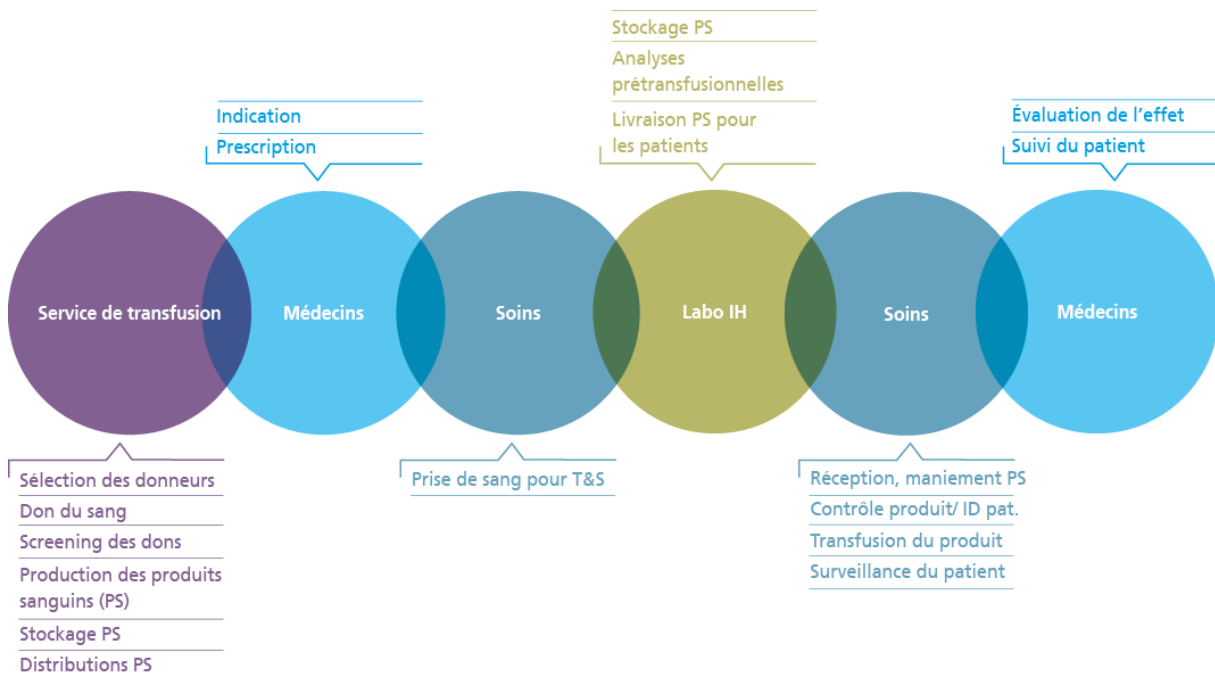 Stockage PS
Analyses
prétransfusionnelles
Livraison PS pour
les patients
Indication
Prescription
Évaluation de l'effet
Suivi du patient
Service de transfusion
Médecins
Soins
Labo IH
Soins
Médecins
Sélection des donneurs
Don du sang
Screening des dons
Production des produits
sanguins (PS)
Stockage PS
Distributions PS
Prise de sang pour T&S
Réception, maniement PS
Contrôle produit/ ID pat.
Transfusion du produit
Surveillance du patient